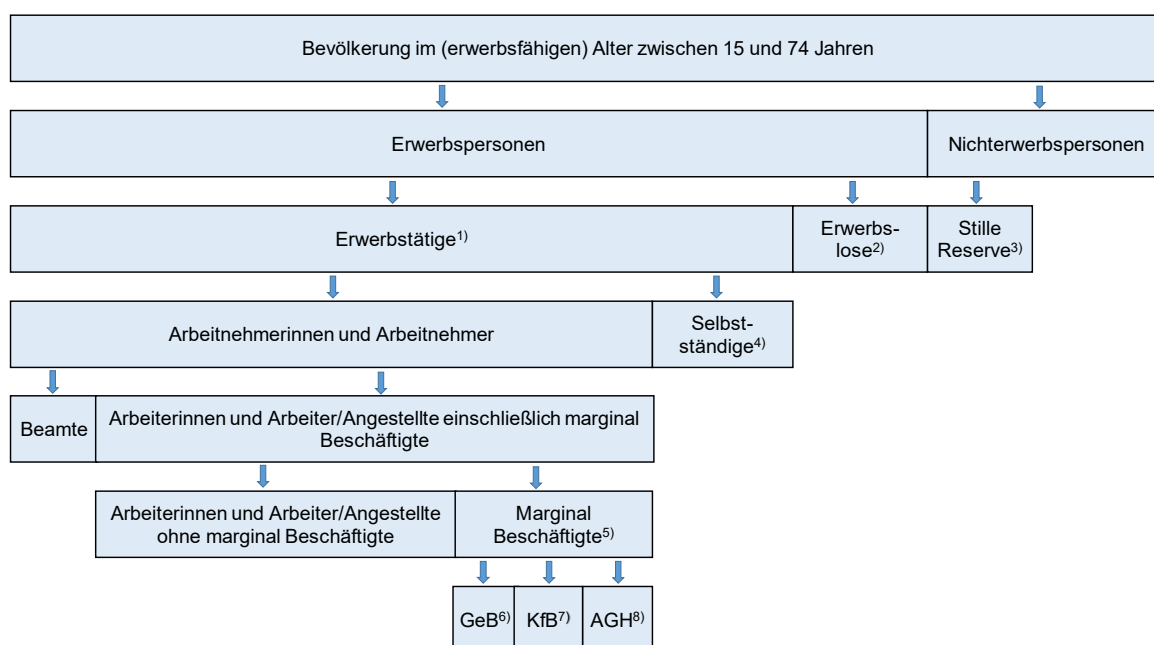 Bevölkerung im (erwerbsfähigen) Alter zwischen 15 und 74 Jahren
Erwerbspersonen
Nichterwerbspersonen
Erwerbstätige1)
Erwerbs-
lose2)
Stille
Reserve3)
Arbeitnehmerinnen und Arbeitnehmer
Selbst-
ständige4)
Beamte
Arbeiterinnen und Arbeiter/Angestellte einschließlich marginal
Beschäftigte
Arbeiterinnen und Arbeiter/Angestellte
ohne marginal Beschäftigte
Marginal
Beschäftigte5)
GeB6)
KfB7)
AGH8)